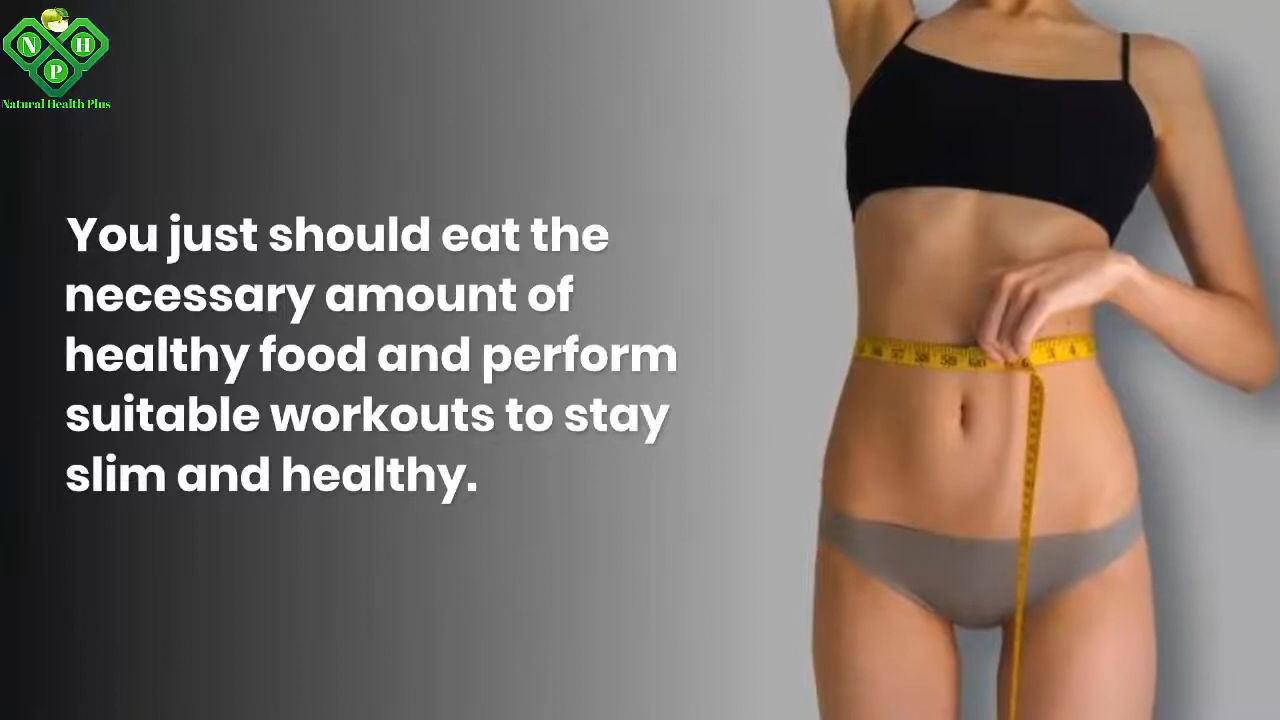 N H
P
Natural Health Plus
You just should eat the
necessary amount of
healthy food and perform
suitable workouts to stay
slim and healthy.